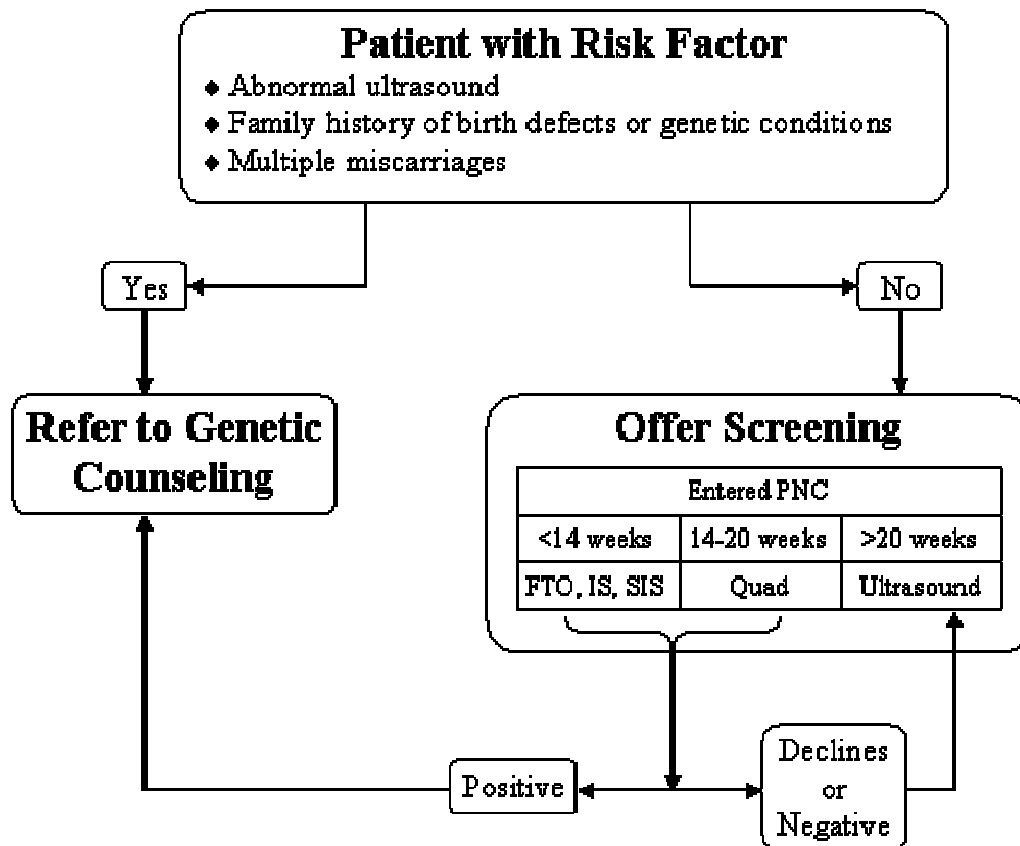 Patient with Risk Factor
◆ Abnormal ultrasound
◆ Family history of birth defects or genetic conditions
◆ Multiple miscarriages
Yes
No
Refer to Genetic
Counseling
Offer Screening
Entered PNC
<14 weeks 14-20 weeks >20 weeks
FTO, IS, SIS Quad Ultrasound
Positive
Declines
or
Negative